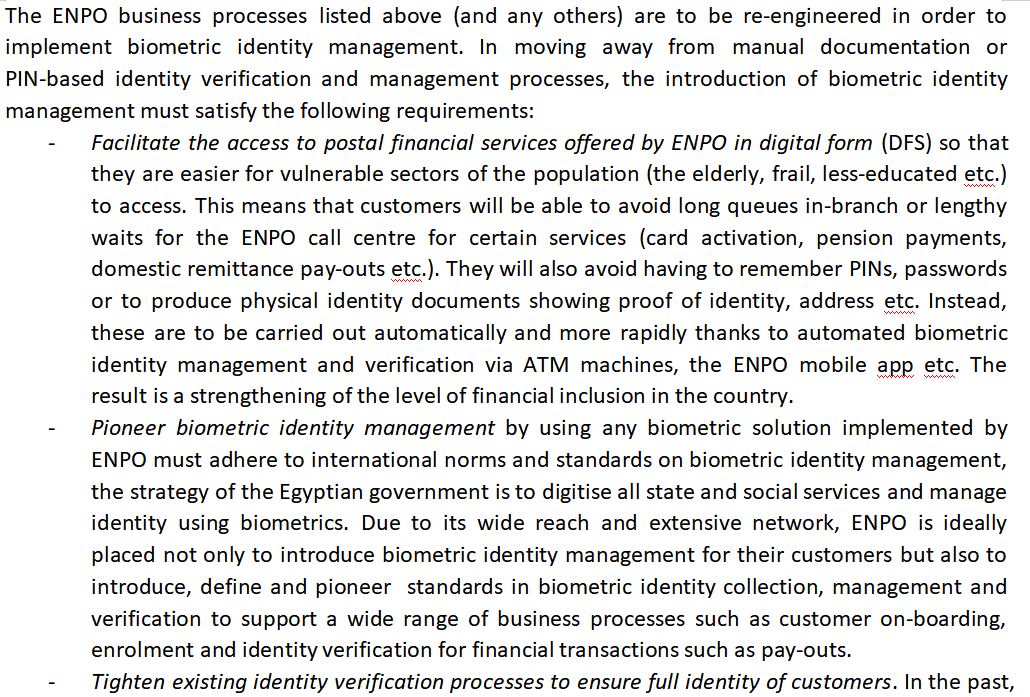 The ENPO business processes listed above (and any others) are to be re-engineered in order to
implement biometric identity management. In moving away from manual documentation or
PIN-based identity verification and management processes, the introduction of biometric identity
management must satisfy the following requirements:
- Facilitate the access to postal financial services offered by ENPO in digital form (DFS) so that
they are easier for vulnerable sectors of the population (the elderly, frail, less-educated etc.)
to access. This means that customers will be able to avoid long queues in-branch or lengthy
waits for the ENPO call centre for certain services (card activation, pension payments,
domestic remittance pay-outs etc.). They will also avoid having to remember PINs, passwords
or to produce physical identity documents showing proof of identity, address etc. Instead,
these are to be carried out automatically and more rapidly thanks to automated biometric
identity management and verification via ATM machines, the ENPO mobile app etc. The
result is a strengthening of the level of financial inclusion in the country.
- Pioneer biometric identity management by using any biometric solution implemented by
ENPO must adhere to international norms and standards on biometric identity management,
the strategy of the Egyptian government is to digitise all state and social services and manage
identity using biometrics. Due to its wide reach and extensive network, ENPO is ideally
placed not only to introduce biometric identity management for their customers but also to
introduce, define and pioneer  standards in biometric identity collection, management and
verification to support a wide range of business processes such as customer on-boarding,
enrolment and identity verification for financial transactions such as pay-outs.
- Tighten existing identity verification processes to ensure full identity of customers. In the past,